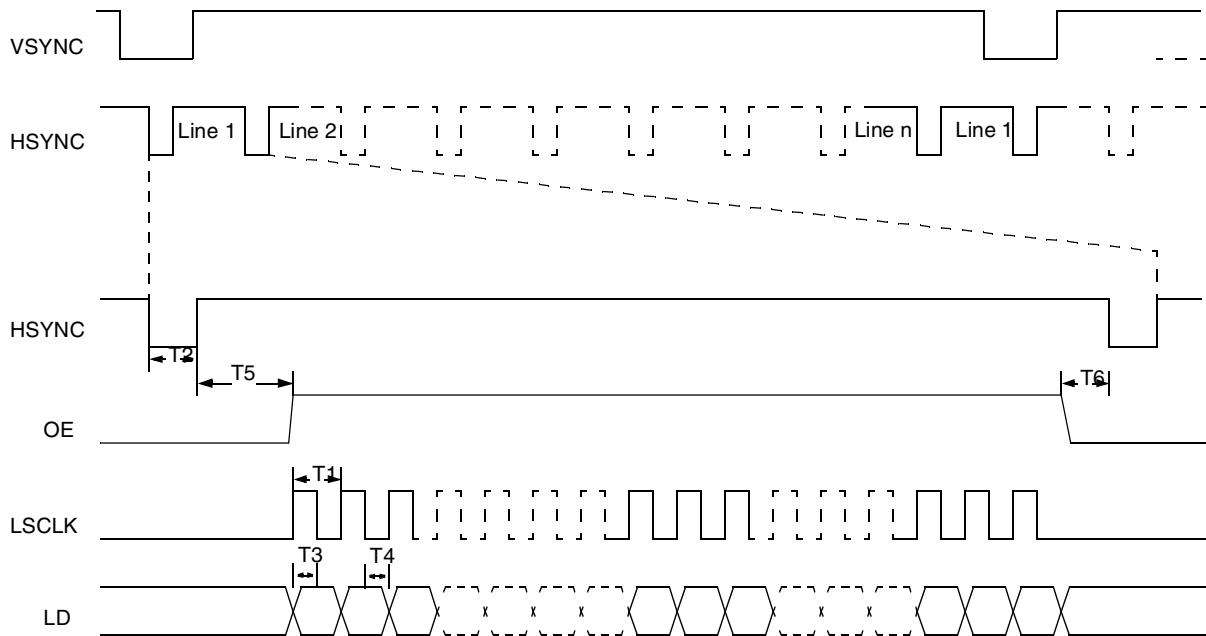 VSYNC
HSYNC
Line 1
Line 2
Line n
Line 1
HSYNC
T2
T5
T6
OE
T1
LSCLK
T3
T4
LD